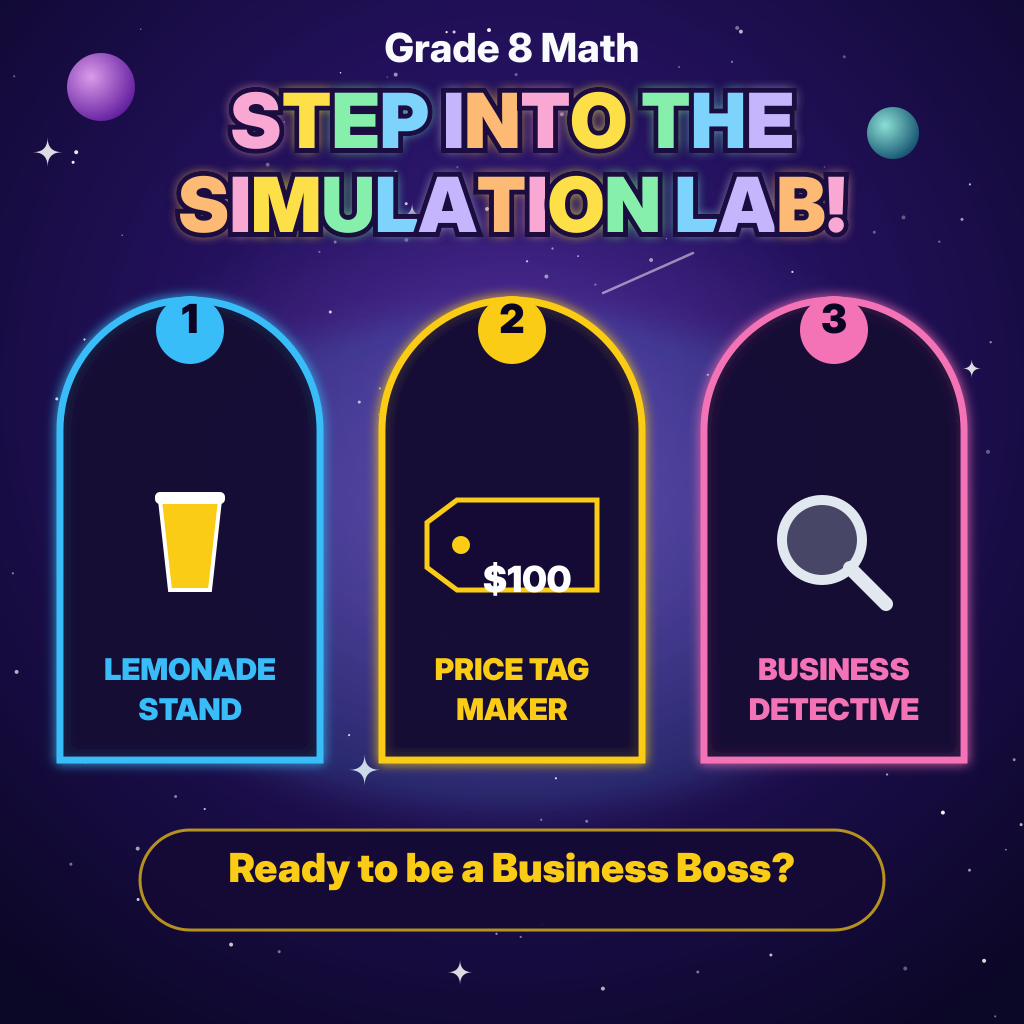 Grade 8 Math
STEP INTO THE
SIMULATION LAB!
1
2
3
$100
LEMONADE
STAND
PRICE TAG
MAKER
BUSINESS
DETECTIVE
Ready to be a Business Boss?